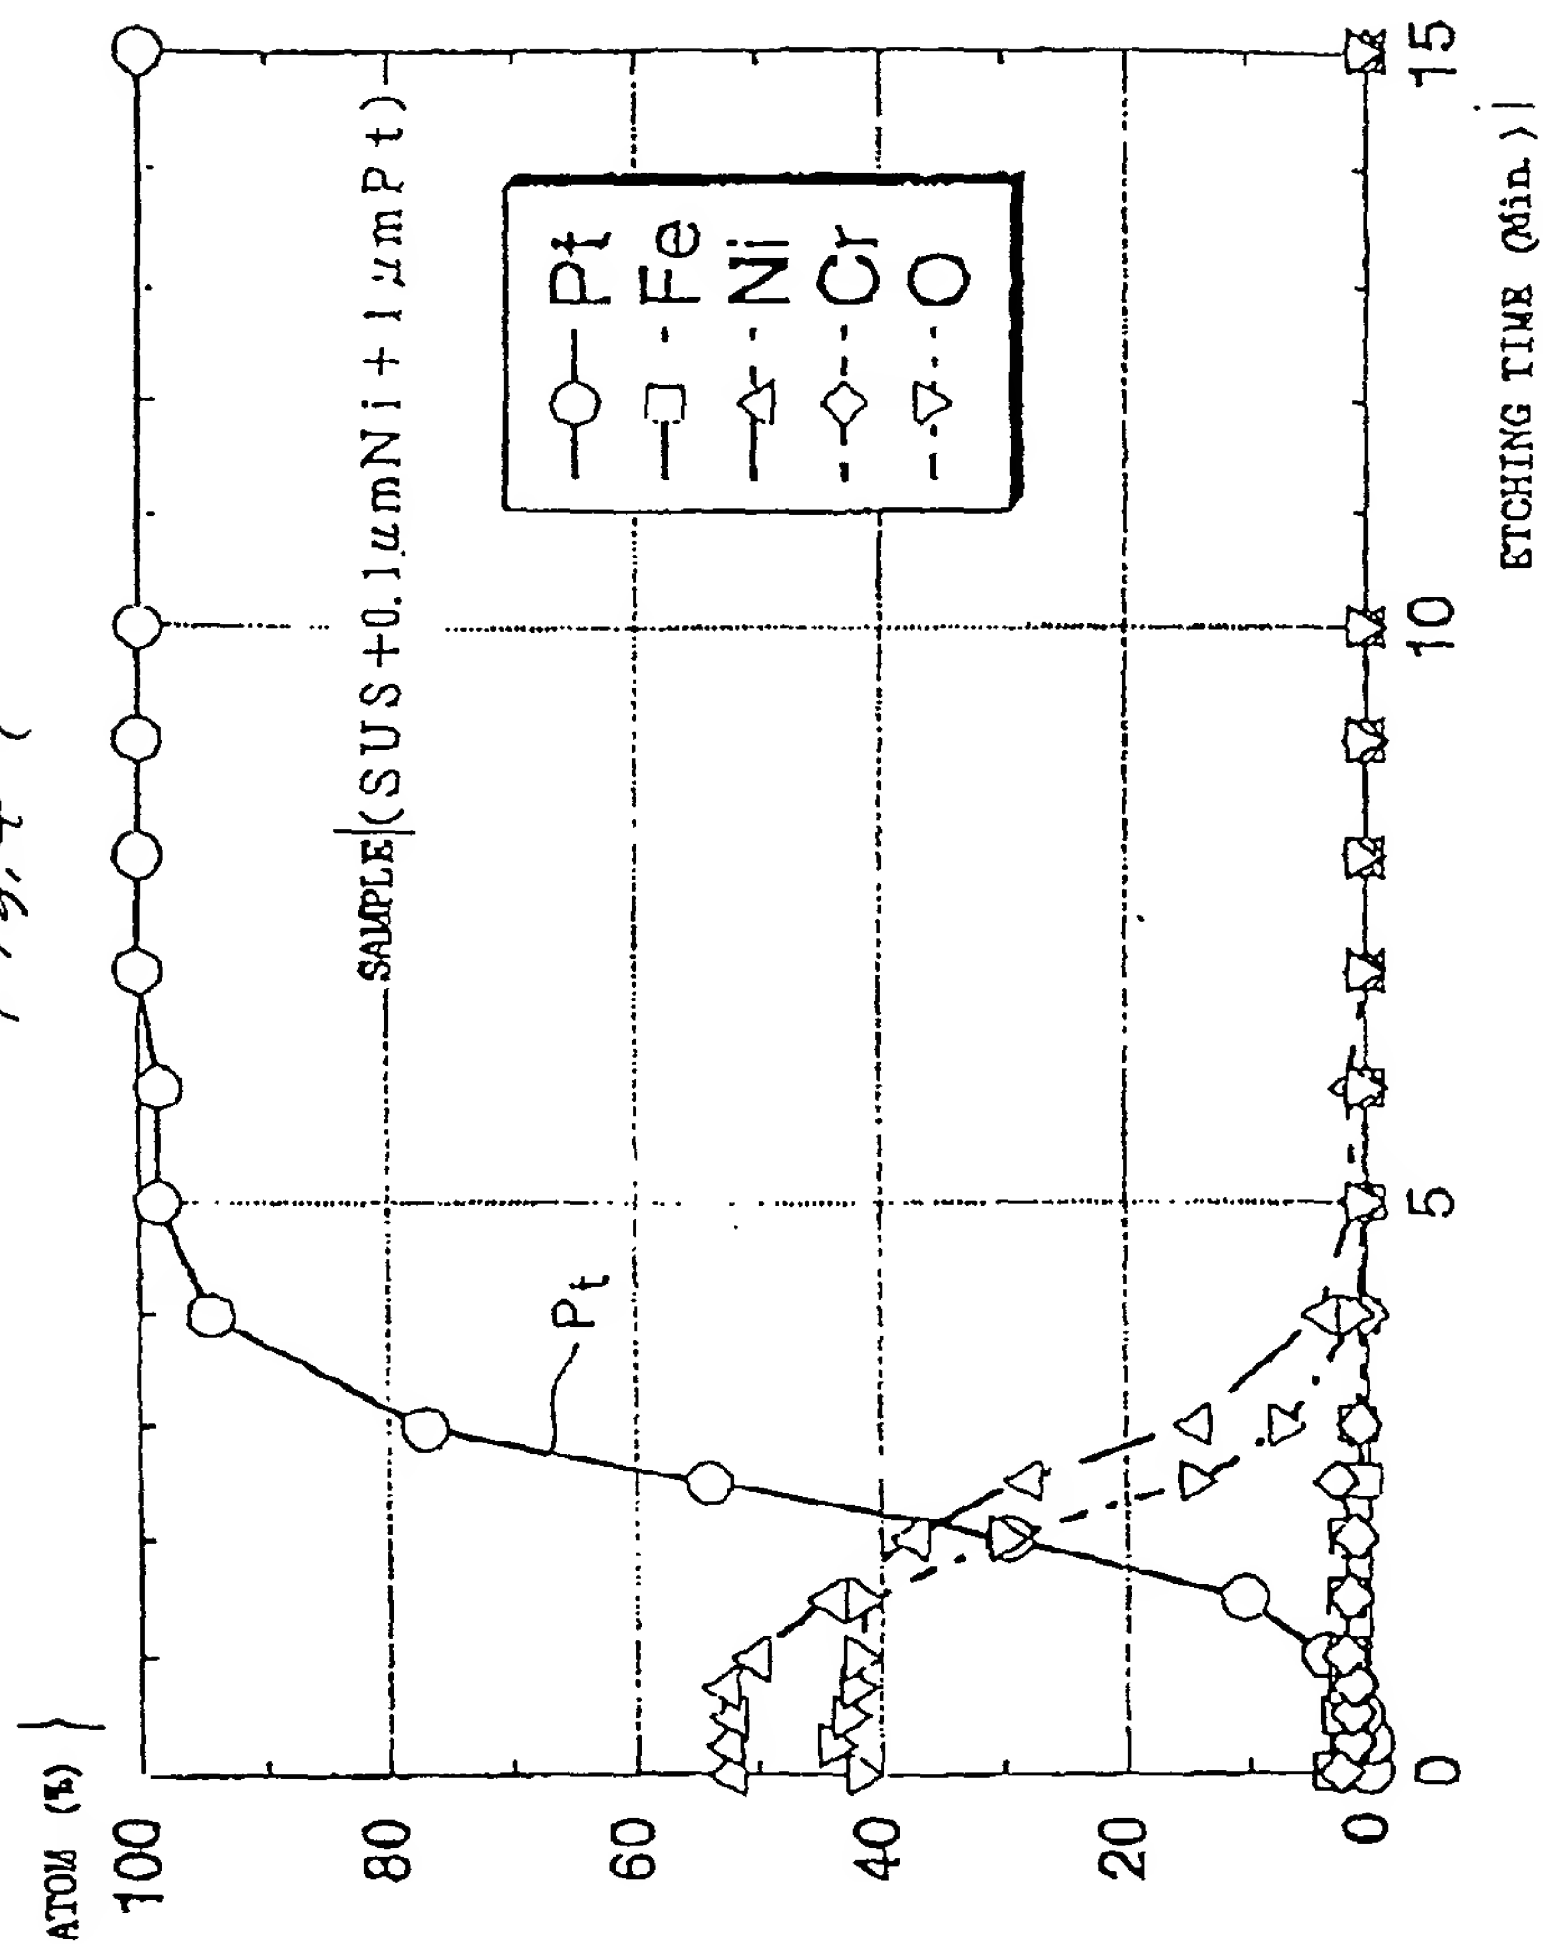 ATOM (%)
100
80
60
40
20
0
SAMPLE (SUS+0.1μmNi+1μmPt)
Pt
Fe
Ni
Cr
O
Pt
0
5
10
15
ETCHING TIME (Min.)